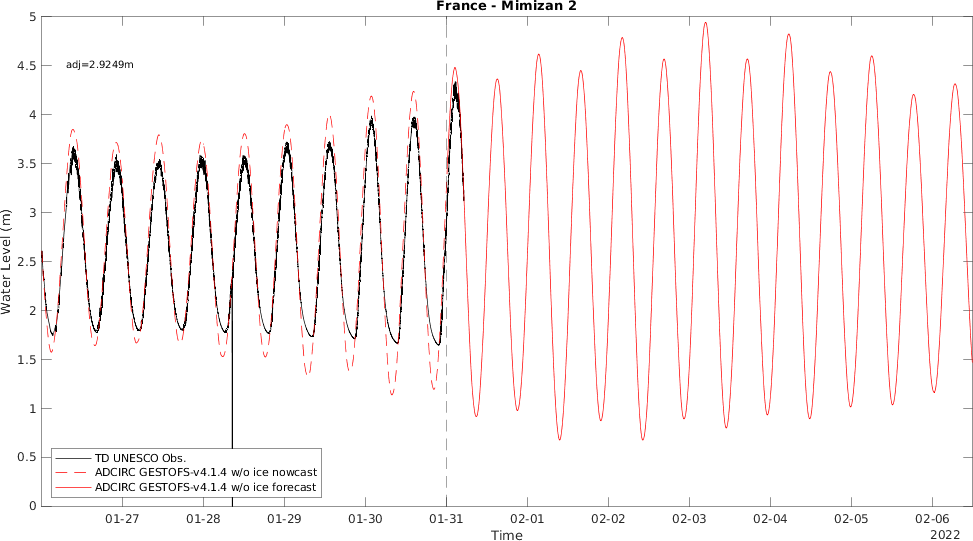 France - Mimizan 2
adj=2.9249m
5
4.5
4
3.5
3
2.5
2
1.5
1
0.5
0
Water Level (m)
TD UNESCO Obs.
ADCIRC GESTOFS-v4.1.4 w/o ice nowcast
ADCIRC GESTOFS-v4.1.4 w/o ice forecast
01-27 01-28 01-29 01-30 01-31 02-01 02-02 02-03 02-04 02-05 02-06
Time
2022